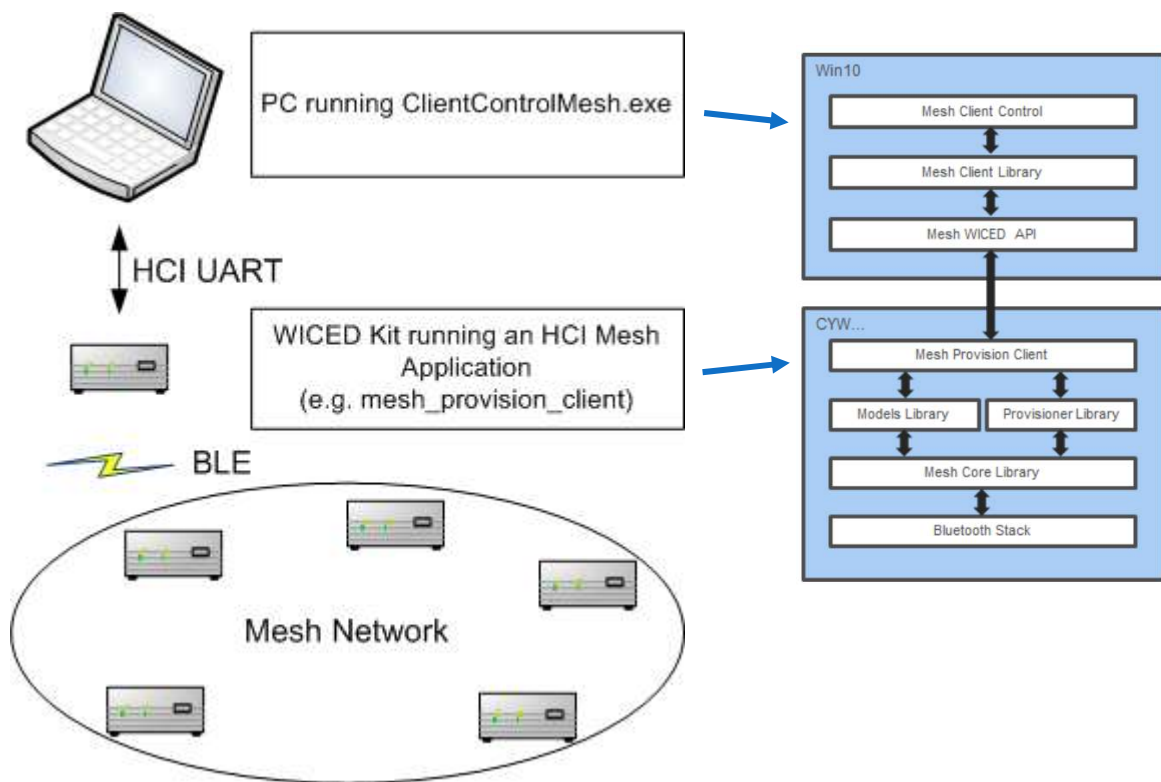 PC running ClientControlMesh.exe
HCI UART
WICED Kit running an HCI Mesh
Application
(e.g. mesh_provision_client)
BLE
Mesh Network
Win10
Mesh Client Control
Mesh Client Library
Mesh WICED API
CYW...
Mesh Provision Client
Models Library
Provisioner Library
Mesh Core Library
Bluetooth Stack